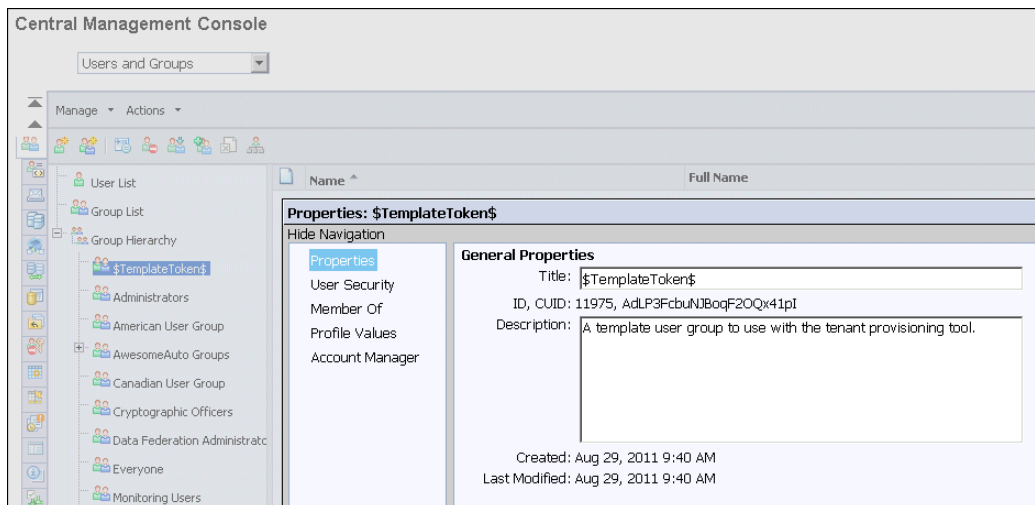 Central Management Console
Users and Groups
Manage Actions
User List
Group List
Group Hierarchy
$TemplateToken$
Administrators
American User Group
AwesomeAuto Groups
Canadian User Group
Cryptographic Officers
Data Federation Administratc
Everyone
Monitoring Users
Name Full Name
Properties: $TemplateToken$
Hide Navigation
Properties
User Security
Member Of
Profile Values
Account Manager
General Properties
Title: $TemplateToken$
ID, CUID: 11975, AdLP3FcbuNJBoqF2OQx41pI
Description: A template user group to use with the tenant provisioning tool.
Created: Aug 29, 2011 9:40 AM
Last Modified: Aug 29, 2011 9:40 AM